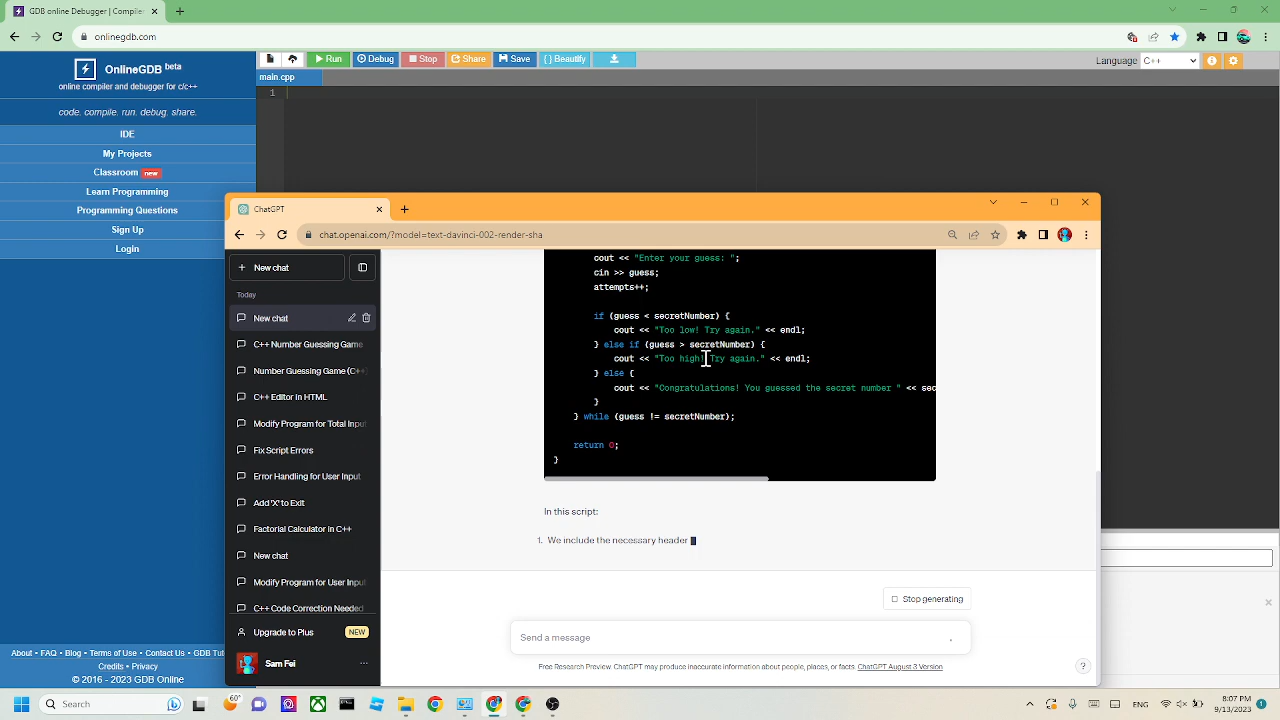 GDB online Debugger | Compiler
onlinegdb.com
OnlineGDB beta
online compiler and debugger for c/c++
code. compile. run. debug. share.
IDE
My Projects
Classroom new
Learn Programming
Programming Questions
Sign Up
Login
About • FAQ • Blog • Terms of Use • Contact Us • GDB Tut
Credits • Privacy
© 2016 - 2023 GDB Online
Run
Debug
Stop
Share
Save
{ } Beautify
Language C++
main.cpp
1
ChatGPT
chat.openai.com/?model=text-davinci-002-render-sha
New chat
Today
New chat
C++ Number Guessing Game
Number Guessing Game (C++)
C++ Editor in HTML
Modify Program for Total Input
Fix Script Errors
Error Handling for User Input
Add 'X' to Exit
Factorial Calculator in C++
New chat
Modify Program for User Input
C++ Code Correction Needed
Upgrade to Plus NEW
Sam Fei
cout << "Enter your guess: ";
cin >> guess;
attempts++;
if (guess < secretNumber) {
cout << "Too low! Try again." << endl;
} else if (guess > secretNumber) {
cout << "Too high! Try again." << endl;
} else {
cout << "Congratulations! You guessed the secret number " << sec
}
} while (guess != secretNumber);
return 0;
}
In this script:
1. We include the necessary header
Stop generating
Send a message
Free Research Preview. ChatGPT may produce inaccurate information about people, places, or facts. ChatGPT August 3 Version
?
Search
60°
ENG
8:07 PM
9/13/2023
1